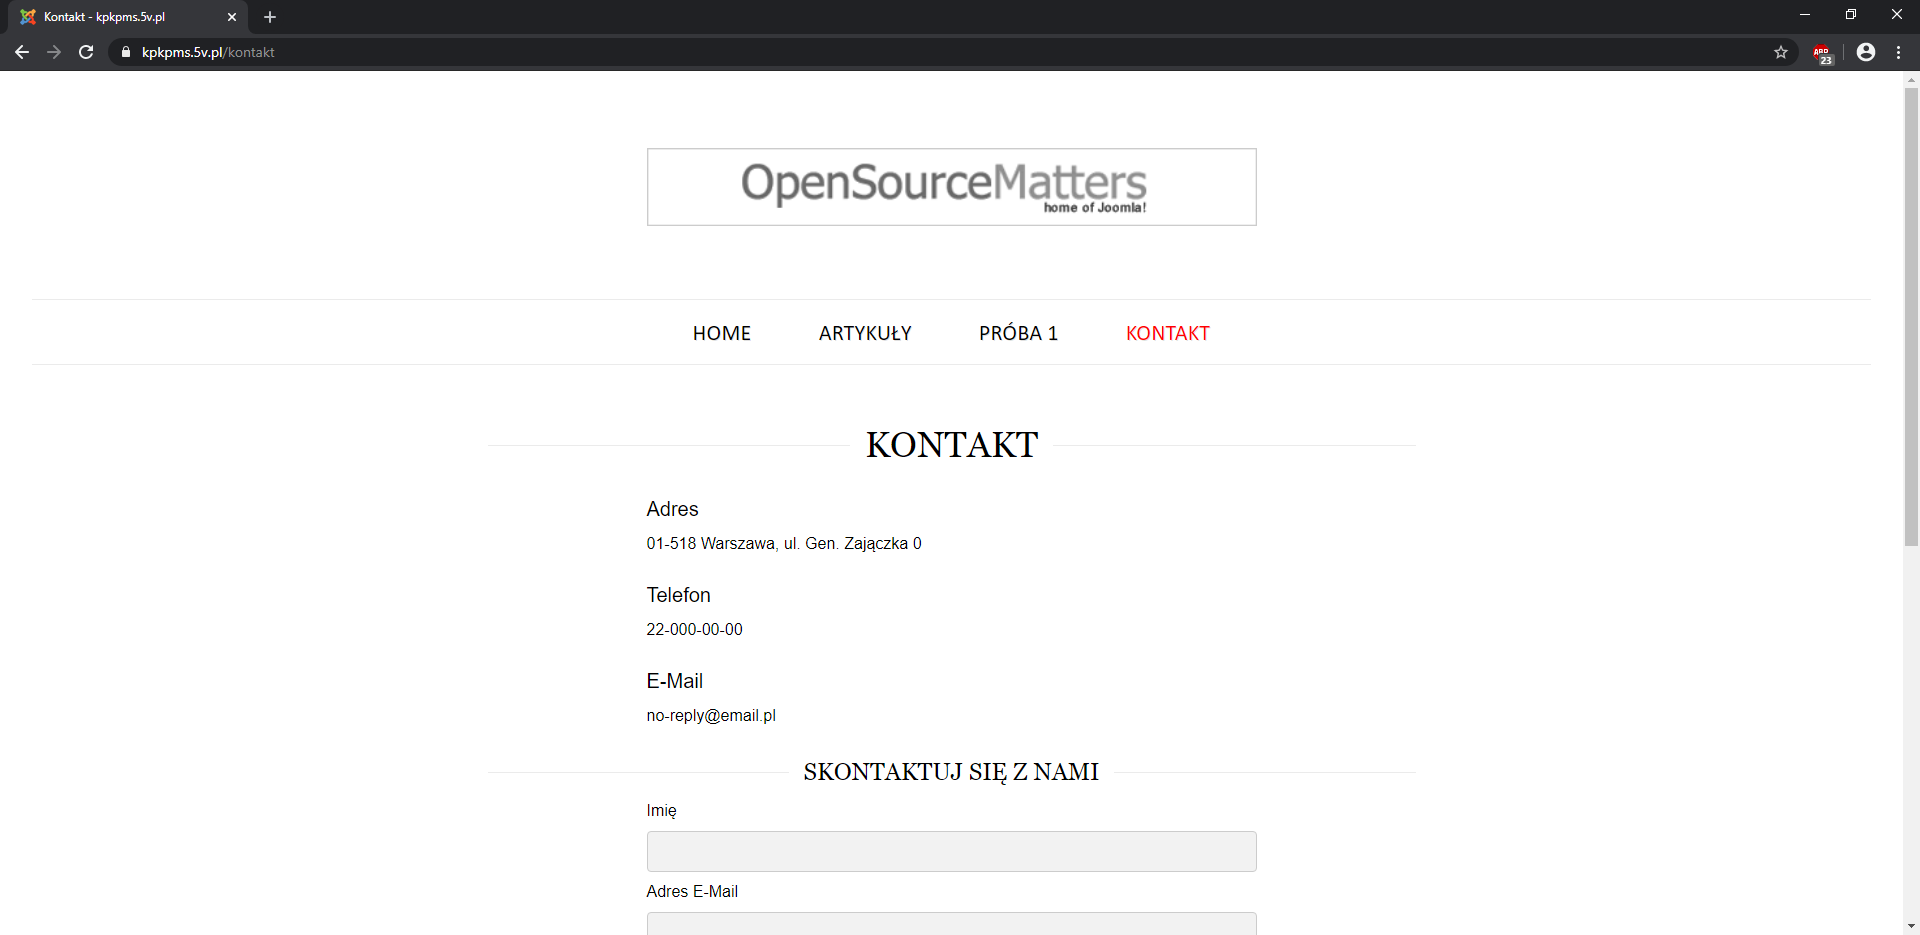 Kontakt - kpkpms.5v.pl
kpkpms.5v.pl/kontakt
ABP
23
OpenSourceMatters
home of Joomla!
HOME ARTYKUŁY PRÓBA 1 KONTAKT
KONTAKT
Adres
01-518 Warszawa, ul. Gen. Zajączka 0
Telefon
22-000-00-00
E-Mail
no-reply@email.pl
SKONTAKTUJ SIĘ Z NAMI
Imię
Adres E-Mail